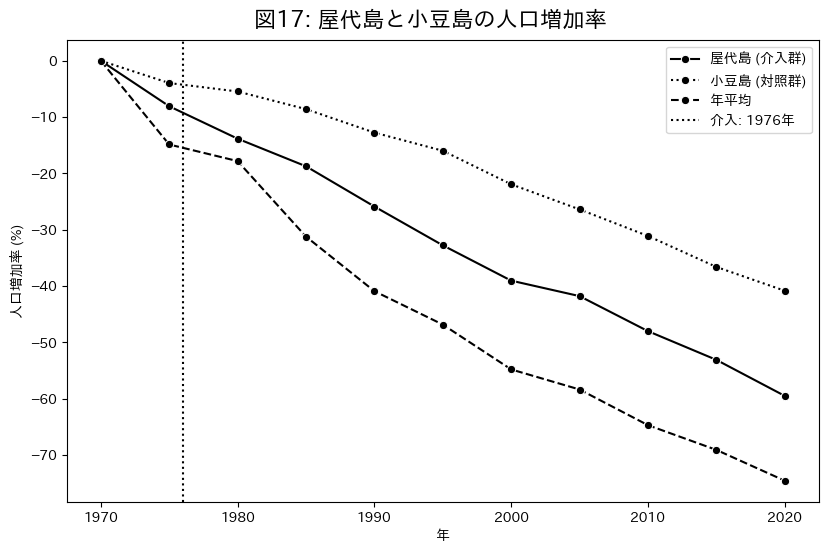 図17: 屋代島と小豆島の人口増加率
屋代島 (介入群)
小豆島 (対照群)
年平均
介入: 1976年
人口増加率 (%)
0
−10
−20
−30
−40
−50
−60
−70
1970
1980
1990
2000
2010
2020
年